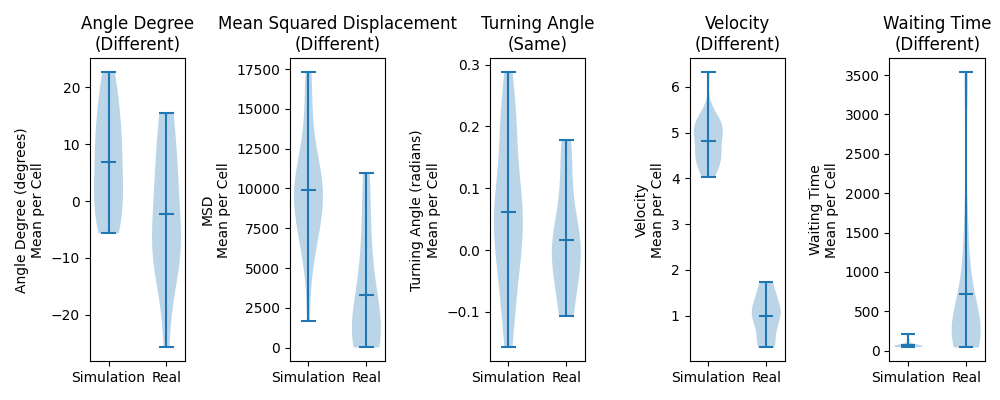 Angle Degree
(Different)
Angle Degree (degrees)
Mean per Cell
20
10
0
−10
−20
Simulation Real
Mean Squared Displacement
(Different)
MSD
Mean per Cell
17500
15000
12500
10000
7500
5000
2500
0
Simulation Real
Turning Angle
(Same)
Turning Angle (radians)
Mean per Cell
0.3
0.2
0.1
0.0
−0.1
Simulation Real
Velocity
(Different)
Velocity
Mean per Cell
6
5
4
3
2
1
Simulation Real
Waiting Time
(Different)
Waiting Time
Mean per Cell
3500
3000
2500
2000
1500
1000
500
0
Simulation Real